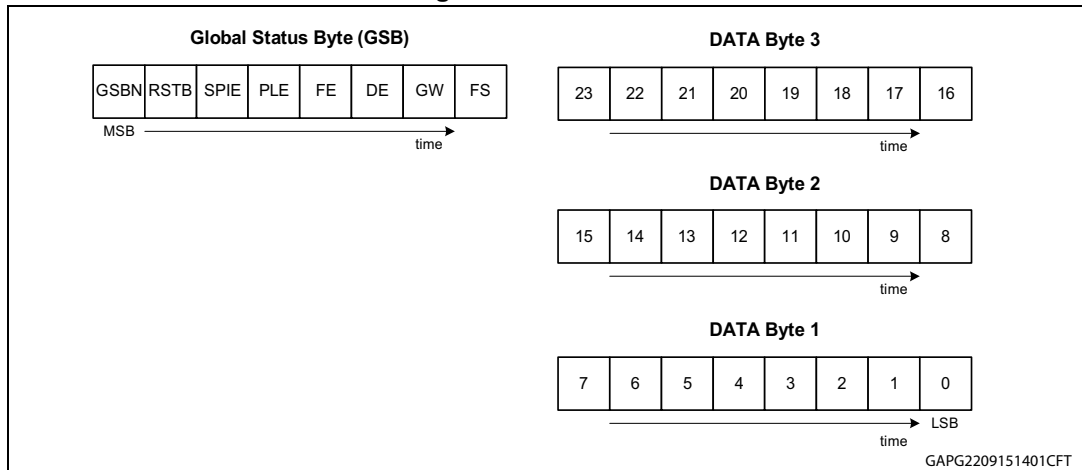 Global Status Byte (GSB)
GSBN RSTB SPIE PLE FE DE GW FS
MSB
time
DATA Byte 3
23 22 21 20 19 18 17 16
time
DATA Byte 2
15 14 13 12 11 10 9 8
time
DATA Byte 1
7 6 5 4 3 2 1 0
LSB
time
GAPG2209151401CFT